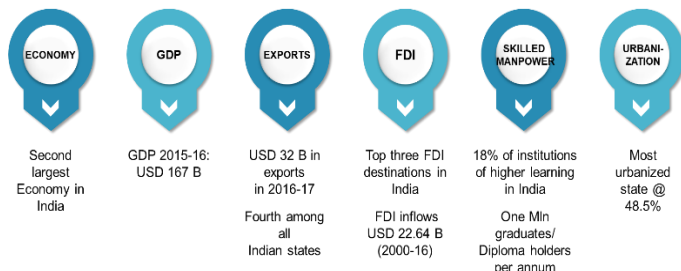 ECONOMY
GDP
EXPORTS
FDI
SKILLED
MANPOWER
URBANI-
ZATION
Second
largest
Economy in
India
GDP 2015-16:
USD 167 B
USD 32 B in
exports
in 2016-17
Fourth among
all
Indian states
Top three FDI
destinations in
India
FDI inflows
USD 22.64 B
(2000-16)
18% of institutions
of higher learning
in India
One Mln
graduates/
Diploma holders
per annum
Most
urbanized
state @
48.5%